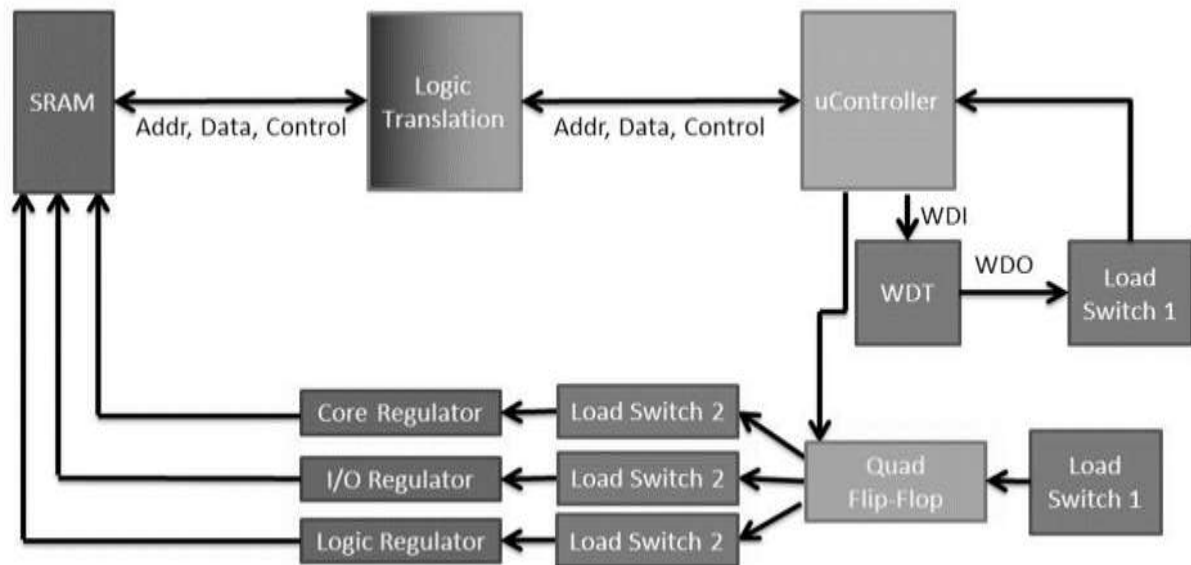 SRAM
Addr, Data, Control
Logic
Translation
Addr, Data, Control
uController
WDI
WDT
WDO
Load
Switch 1
Core Regulator
Load Switch 2
I/O Regulator
Load Switch 2
Logic Regulator
Load Switch 2
Quad
Flip-Flop
Load
Switch 1